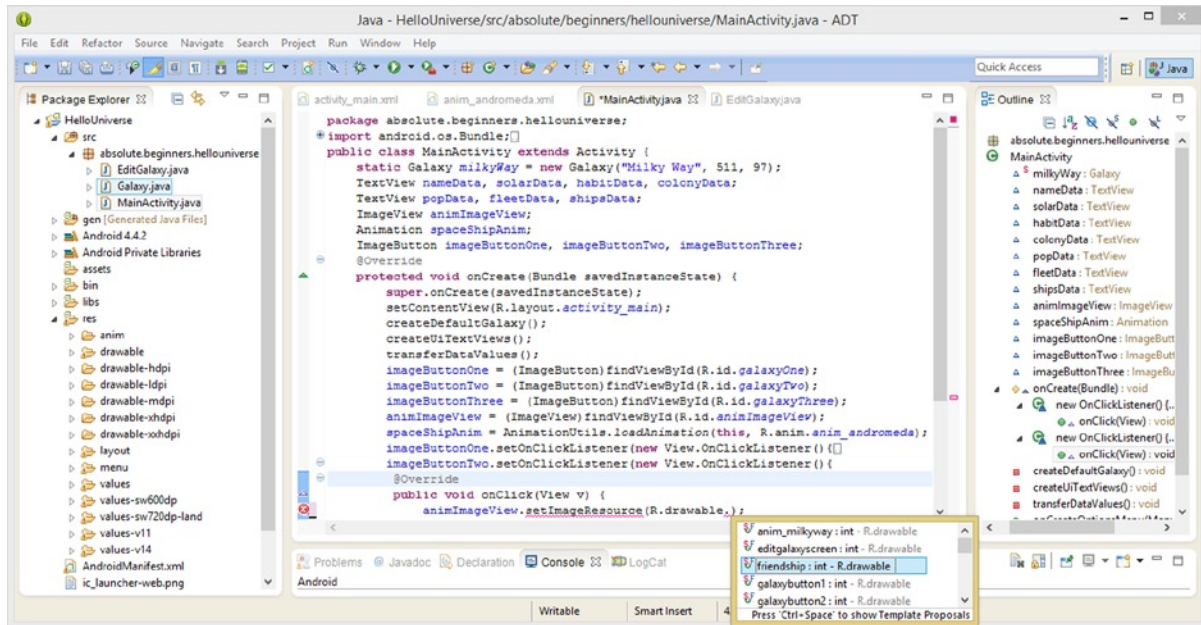 Java - HelloUniverse/src/absolute/beginners/hellouniverse/MainActivity.java - ADT
File Edit Refactor Source Navigate Search Project Run Window Help
Quick Access
Java
Package Explorer
HelloUniverse
src
absolute.beginners.hellouniverse
EditGalaxy.java
Galaxy.java
MainActivity.java
gen [Generated Java Files]
Android 4.4.2
Android Private Libraries
assets
bin
libs
res
anim
drawable
drawable-hdpi
drawable-ldpi
drawable-mdpi
drawable-xhdpi
drawable-xxhdpi
layout
menu
values
values-sw600dp
values-sw720dp-land
values-v11
values-v14
AndroidManifest.xml
ic_launcher-web.png
activity_main.xml anim_andromeda.xml *MainActivity.java EditGalaxy.java
package absolute.beginners.hellouniverse;
import android.os.Bundle;
public class MainActivity extends Activity {
static Galaxy milkyWay = new Galaxy("Milky Way", 511, 97);
TextView nameData, solarData, habitData, colonyData;
TextView popData, fleetData, shipsData;
ImageView animImageView;
Animation spaceShipAnim;
ImageButton imageButtonOne, imageButtonTwo, imageButtonThree;
@Override
protected void onCreate(Bundle savedInstanceState) {
super.onCreate(savedInstanceState);
setContentView(R.layout.activity_main);
createDefaultGalaxy();
createUiTextViews();
transferDataValues();
imageButtonOne = (ImageButton)findViewById(R.id.galaxyOne);
imageButtonTwo = (ImageButton)findViewById(R.id.galaxyTwo);
imageButtonThree = (ImageButton)findViewById(R.id.galaxyThree);
animImageView = (ImageView)findViewById(R.id.animImageView);
spaceShipAnim = AnimationUtils.loadAnimation(this, R.anim.anim_andromeda);
imageButtonOne.setOnClickListener(new View.OnClickListener(){
imageButtonTwo.setOnClickListener(new View.OnClickListener(){
@Override
public void onClick(View v) {
animImageView.setImageResource(R.drawable.);
anim_milkyway : int - R.drawable
editgalaxyscreen : int - R.drawable
friendship : int - R.drawable
galaxybutton1 : int - R.drawable
galaxybutton2 : int - R.drawable
Press 'Ctrl+Space' to show Template Proposals
Outline
absolute.beginners.hellouniverse
MainActivity
milkyWay : Galaxy
nameData : TextView
solarData : TextView
habitData : TextView
colonyData : TextView
popData : TextView
fleetData : TextView
shipsData : TextView
animImageView : ImageView
spaceShipAnim : Animation
imageButtonOne : ImageButt
imageButtonTwo : ImageButt
imageButtonThree : ImageBu
onCreate(Bundle) : void
new OnClickListener() {...
onClick(View) : void
new OnClickListener() {...
onClick(View) : void
createDefaultGalaxy() : void
createUiTextViews() : void
transferDataValues() : void
Problems @ Javadoc Declaration Console LogCat
Android
Writable Smart Insert 4